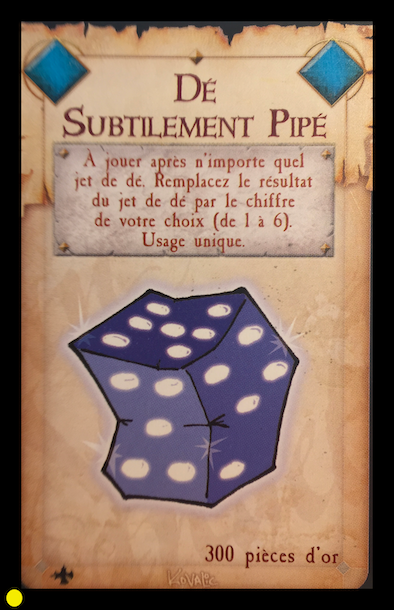 Dé
Subtilement Pipé
À jouer après n'importe quel
jet de dé. Remplacez le résultat
du jet de dé par le chiffre
de votre choix (de 1 à 6).
Usage unique.
300 pièces d'or
Kovalic